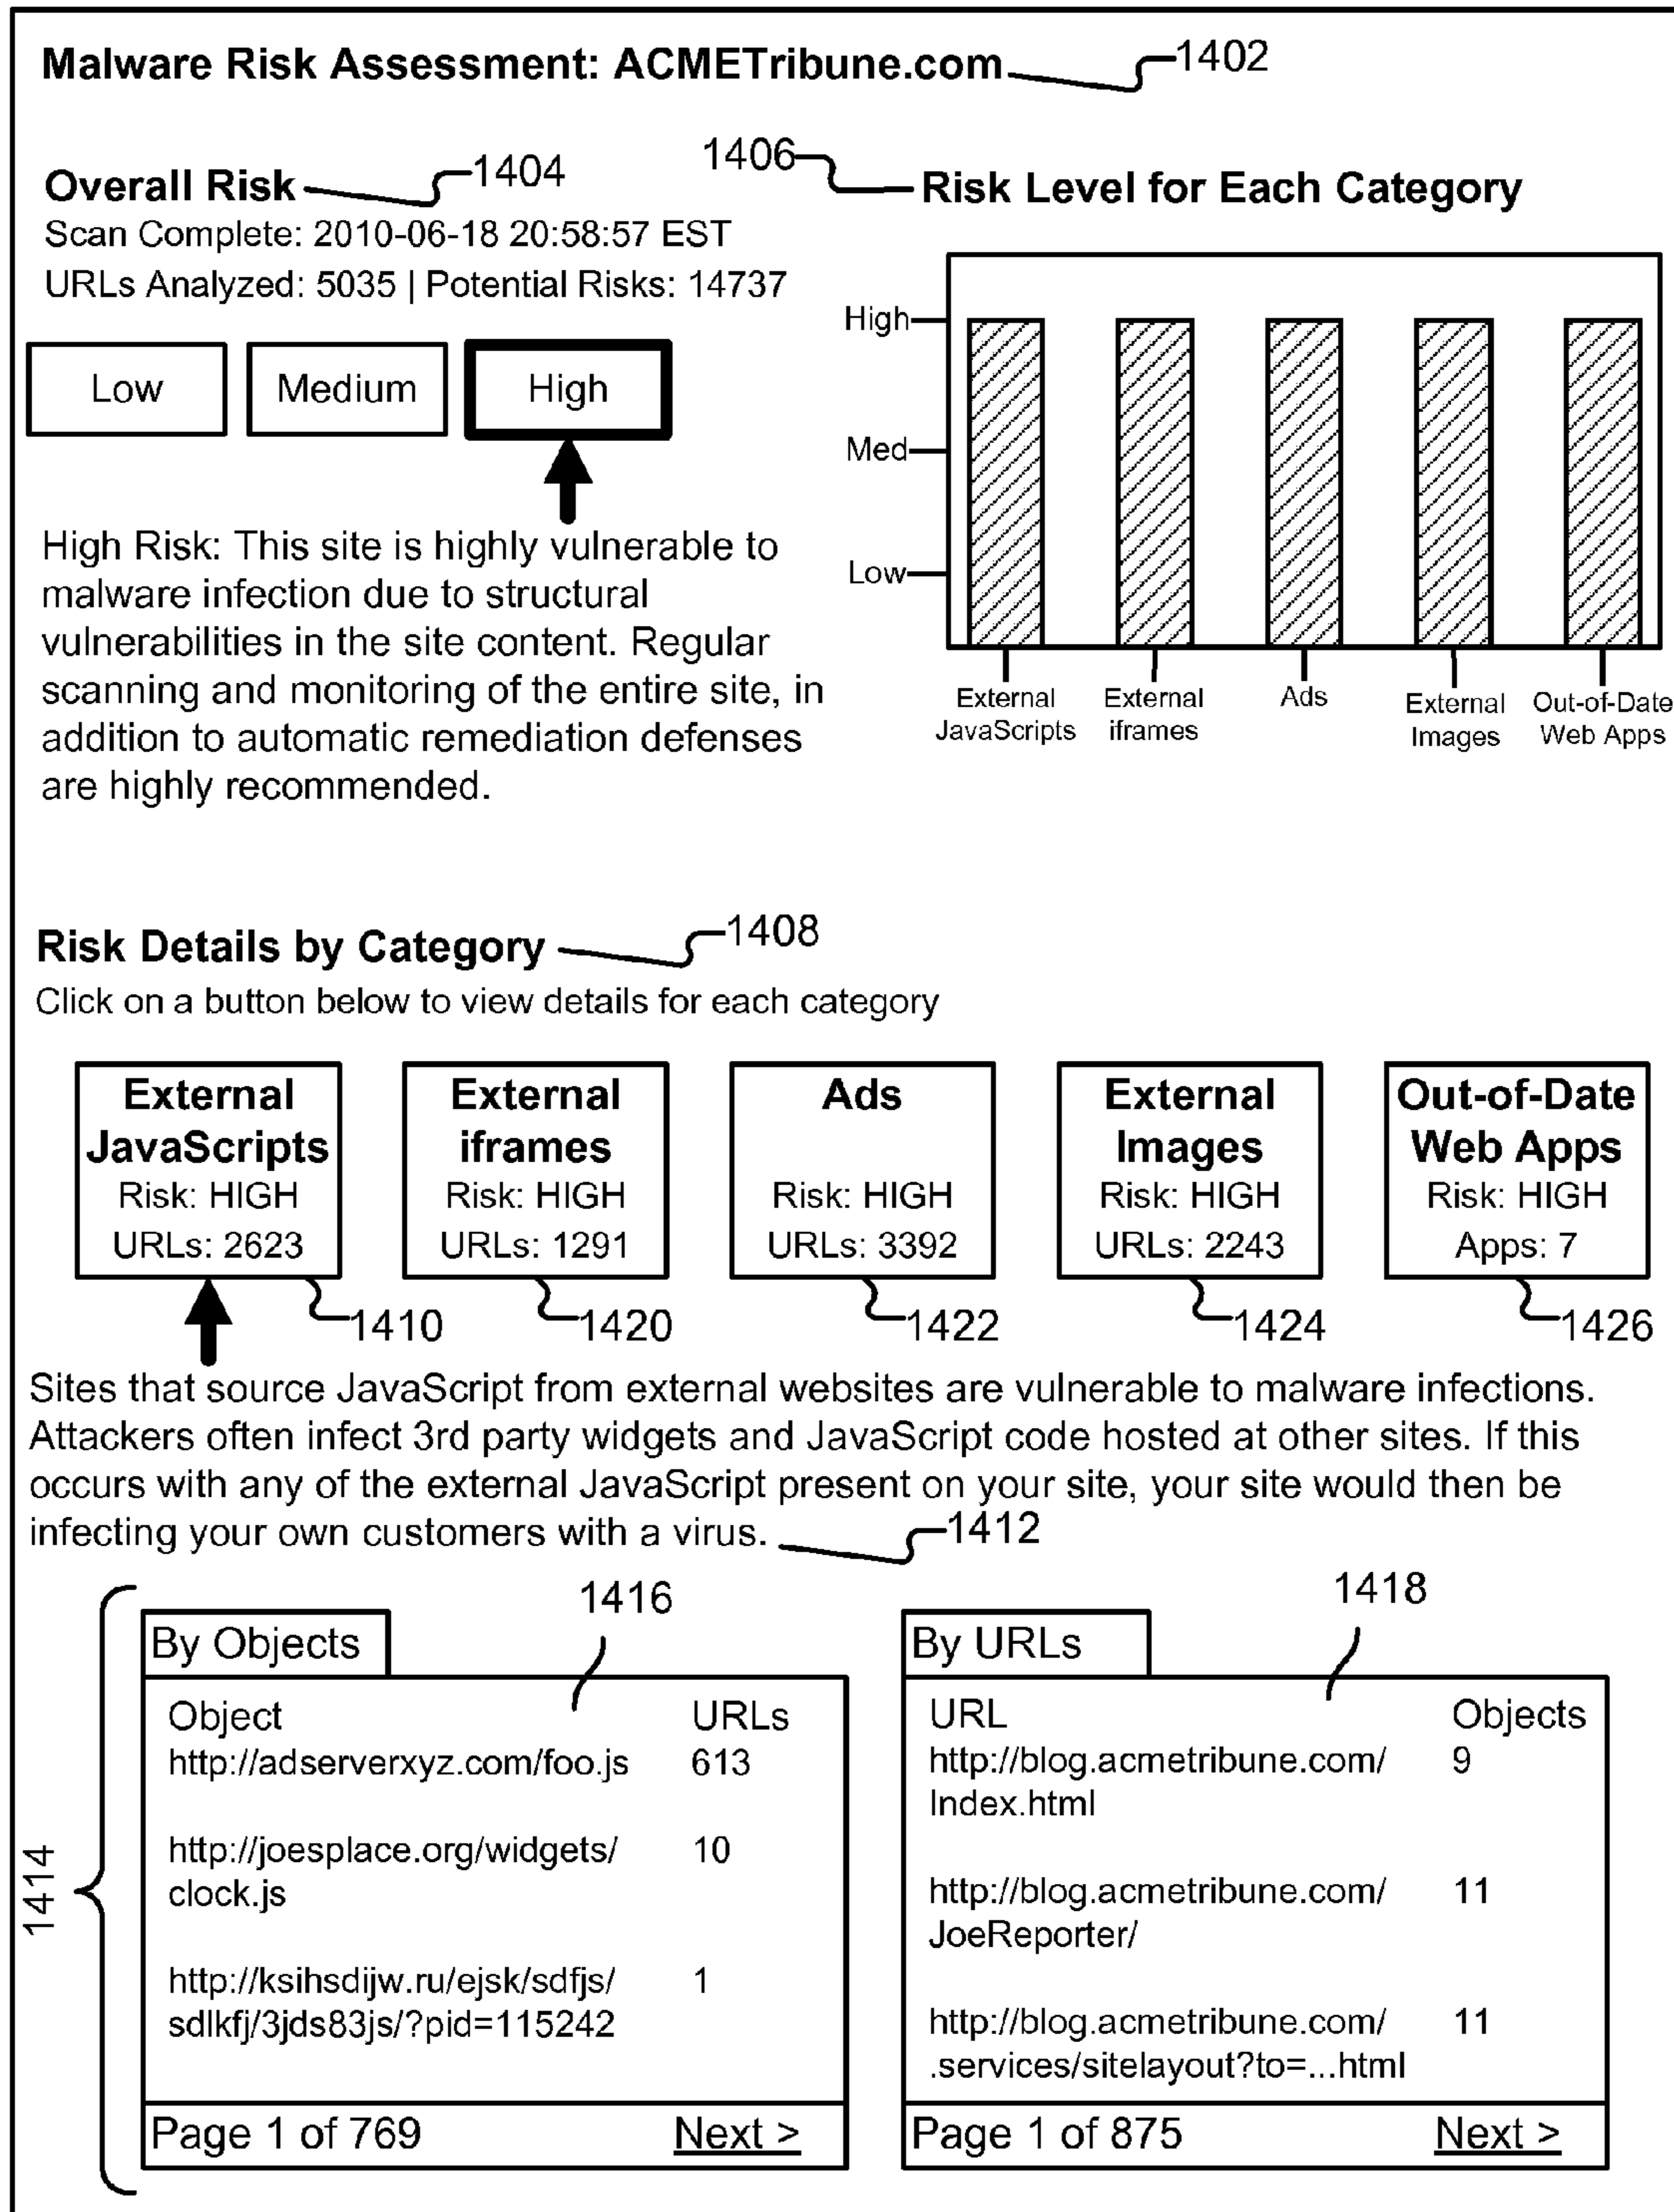 Malware Risk Assessment: ACMETribune.com
1402
Overall Risk
1404
Scan Complete: 2010-06-18 20:58:57 EST
URLs Analyzed: 5035 | Potential Risks: 14737
Low
Medium
High
High Risk: This site is highly vulnerable to
malware infection due to structural
vulnerabilities in the site content. Regular
scanning and monitoring of the entire site, in
addition to automatic remediation defenses
are highly recommended.
1406
Risk Level for Each Category
High
Med
Low
External
JavaScripts
External
iframes
Ads
External
Images
Out-of-Date
Web Apps
Risk Details by Category
1408
Click on a button below to view details for each category
External
JavaScripts
Risk: HIGH
URLs: 2623
1410
External
iframes
Risk: HIGH
URLs: 1291
1420
Ads
Risk: HIGH
URLs: 3392
1422
External
Images
Risk: HIGH
URLs: 2243
1424
Out-of-Date
Web Apps
Risk: HIGH
Apps: 7
1426
Sites that source JavaScript from external websites are vulnerable to malware infections.
Attackers often infect 3rd party widgets and JavaScript code hosted at other sites. If this
occurs with any of the external JavaScript present on your site, your site would then be
infecting your own customers with a virus.
1412
1414
1416
By Objects
Object URLs
http://adserverxyz.com/foo.js 613
http://joesplace.org/widgets/ 10
clock.js
http://ksihsdijw.ru/ejsk/sdfjs/ 1
sdlkfj/3jds83js/?pid=115242
Page 1 of 769 Next >
1418
By URLs
URL Objects
http://blog.acmetribune.com/ 9
Index.html
http://blog.acmetribune.com/ 11
JoeReporter/
http://blog.acmetribune.com/ 11
.services/sitelayout?to=...html
Page 1 of 875 Next >